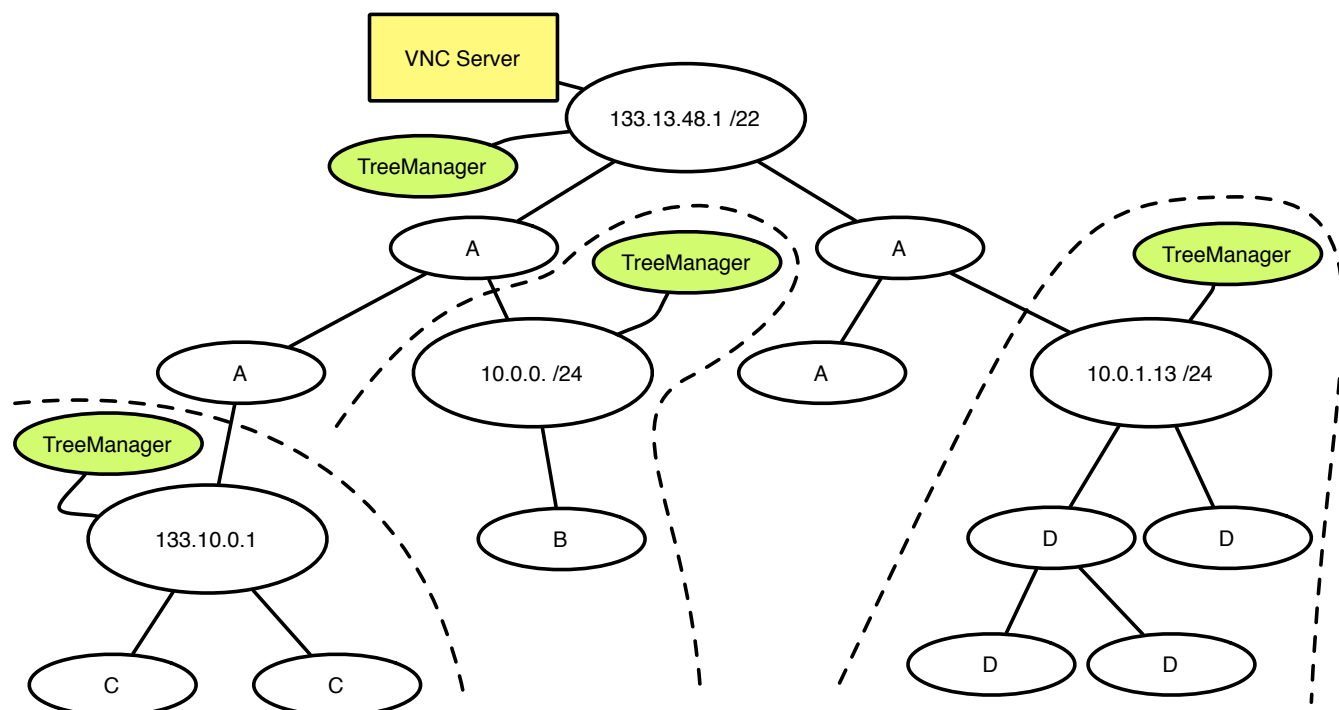 VNC Server
133.13.48.1 /22
TreeManager
A
TreeManager
A
TreeManager
A
10.0.0. /24
A
10.0.1.13 /24
TreeManager
133.10.0.1
B
D
D
C
C
D
D